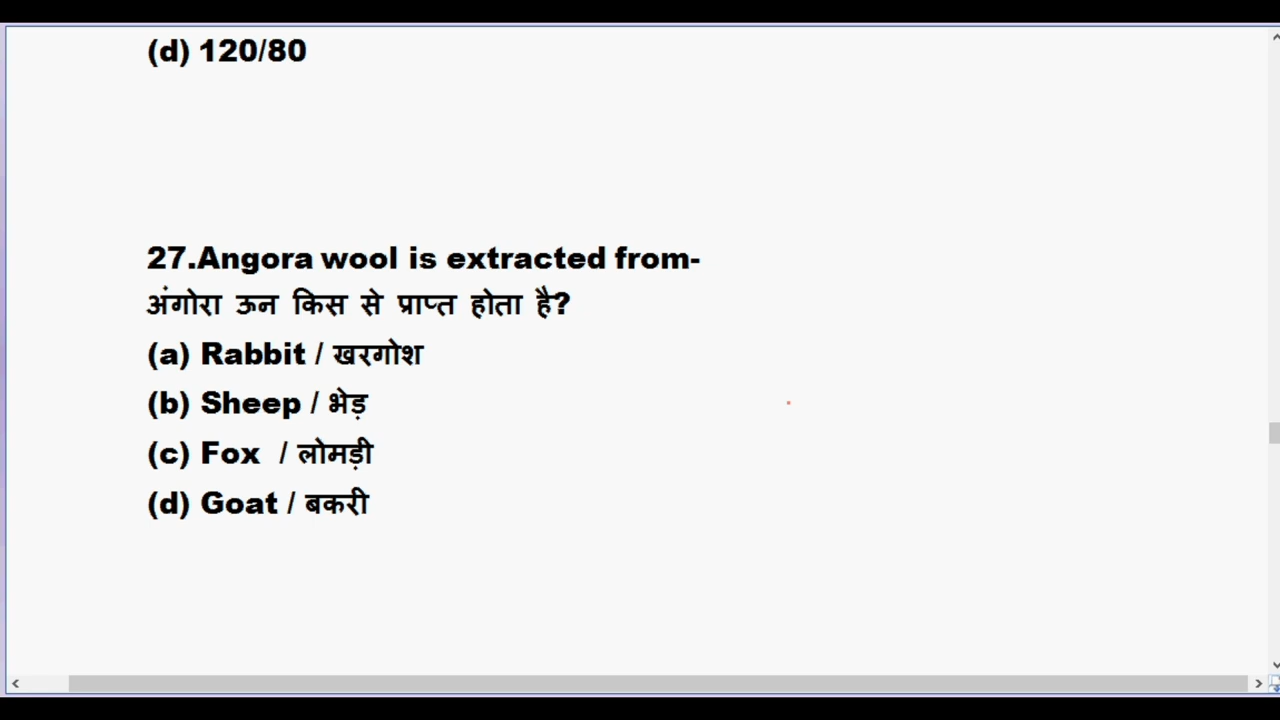 (d) 120/80
27.Angora wool is extracted from-
अंगोरा ऊन किस से प्राप्त होता है?
(a) Rabbit / खरगोश
(b) Sheep / भेड़
(c) Fox / लोमड़ी
(d) Goat / बकरी